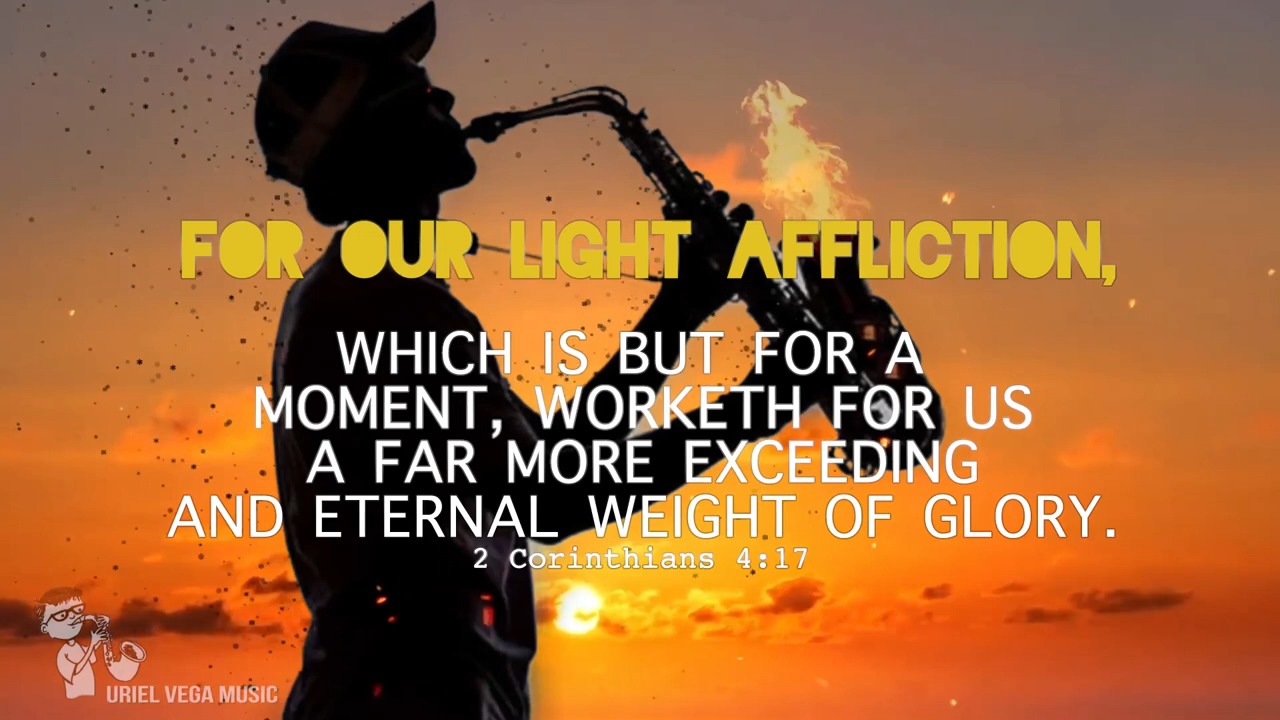 FOR OUR LIGHT AFFLICTION,
WHICH IS BUT FOR A
MOMENT, WORKETH FOR US
A FAR MORE EXCEEDING
AND ETERNAL WEIGHT OF GLORY.
2 Corinthians 4:17
URIEL VEGA MUSIC